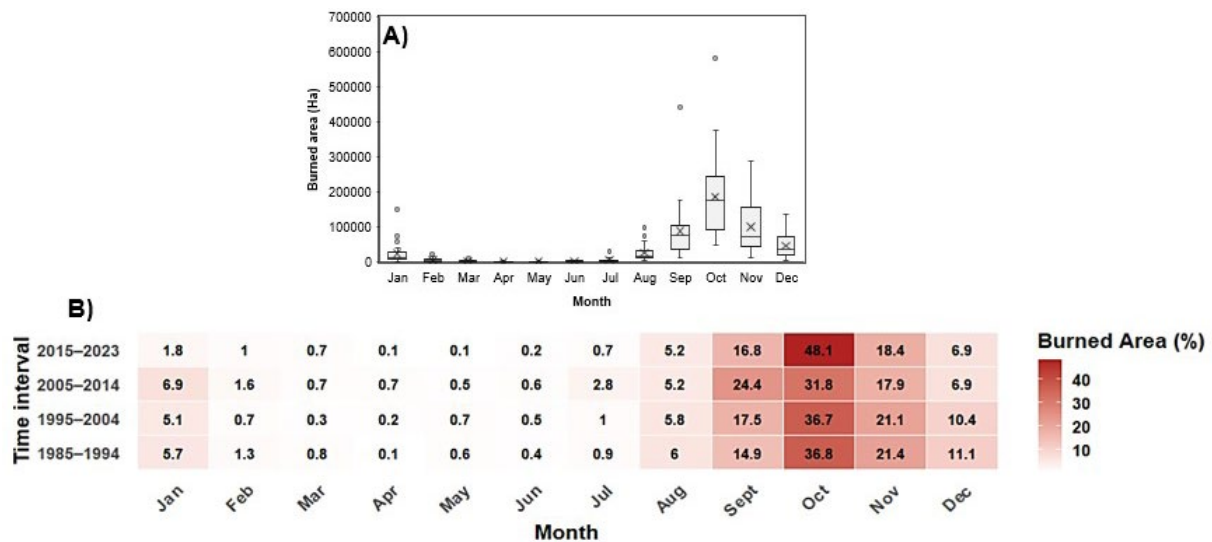 A)
700000
600000
500000
400000
300000
200000
100000
0
Burned area (Ha)
Jan Feb Mar Apr May Jun Jul Aug Sep Oct Nov Dec
Month
B)
Time interval
2015–2023 1.8 1 0.7 0.1 0.1 0.2 0.7 5.2 16.8 48.1 18.4 6.9
2005–2014 6.9 1.6 0.7 0.7 0.5 0.6 2.8 5.2 24.4 31.8 17.9 6.9
1995–2004 5.1 0.7 0.3 0.2 0.7 0.5 1 5.8 17.5 36.7 21.1 10.4
1985–1994 5.7 1.3 0.8 0.1 0.6 0.4 0.9 6 14.9 36.8 21.4 11.1
Jan Feb Mar Apr May Jun Jul Aug Sept Oct Nov Dec
Month
Burned Area (%)
40
30
20
10